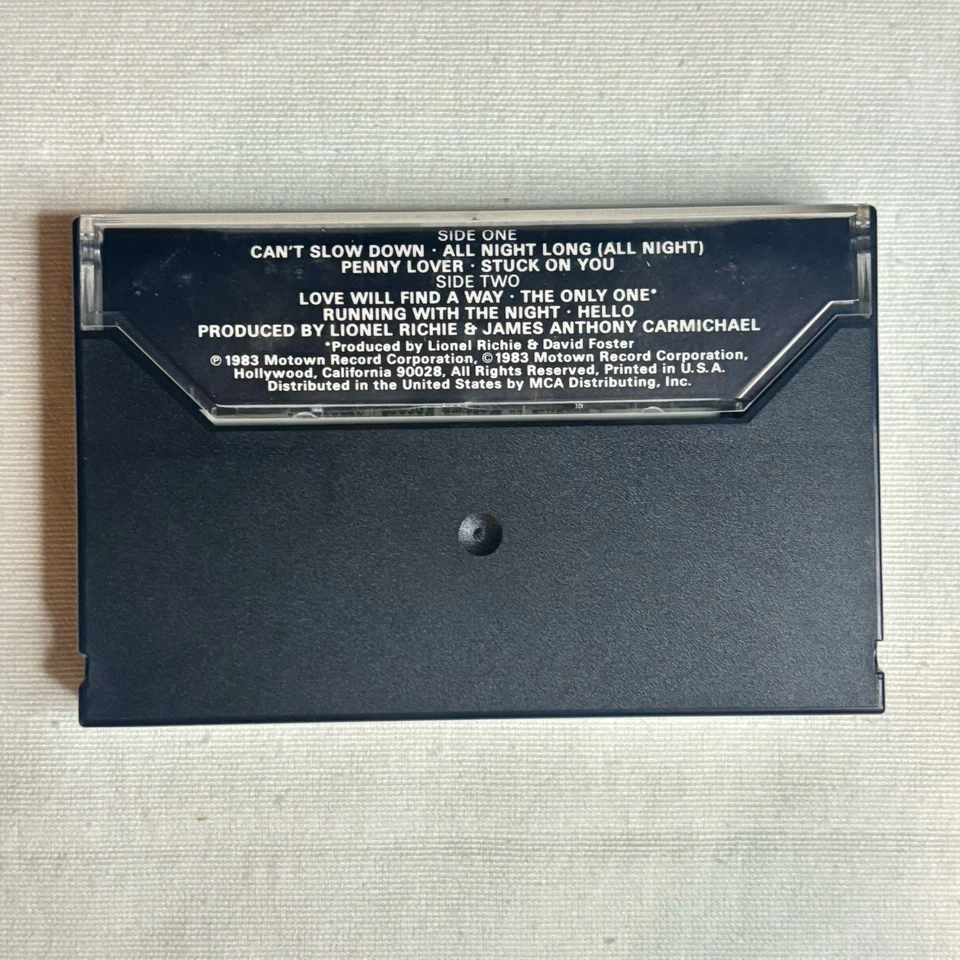 SIDE ONE
CAN'T SLOW DOWN · ALL NIGHT LONG (ALL NIGHT)
PENNY LOVER · STUCK ON YOU
SIDE TWO
LOVE WILL FIND A WAY · THE ONLY ONE*
RUNNING WITH THE NIGHT · HELLO
PRODUCED BY LIONEL RICHIE & JAMES ANTHONY CARMICHAEL
*Produced by Lionel Richie & David Foster
℗ 1983 Motown Record Corporation, © 1983 Motown Record Corporation,
Hollywood, California 90028, All Rights Reserved, Printed in U.S.A.
Distributed in the United States by MCA Distributing, Inc.